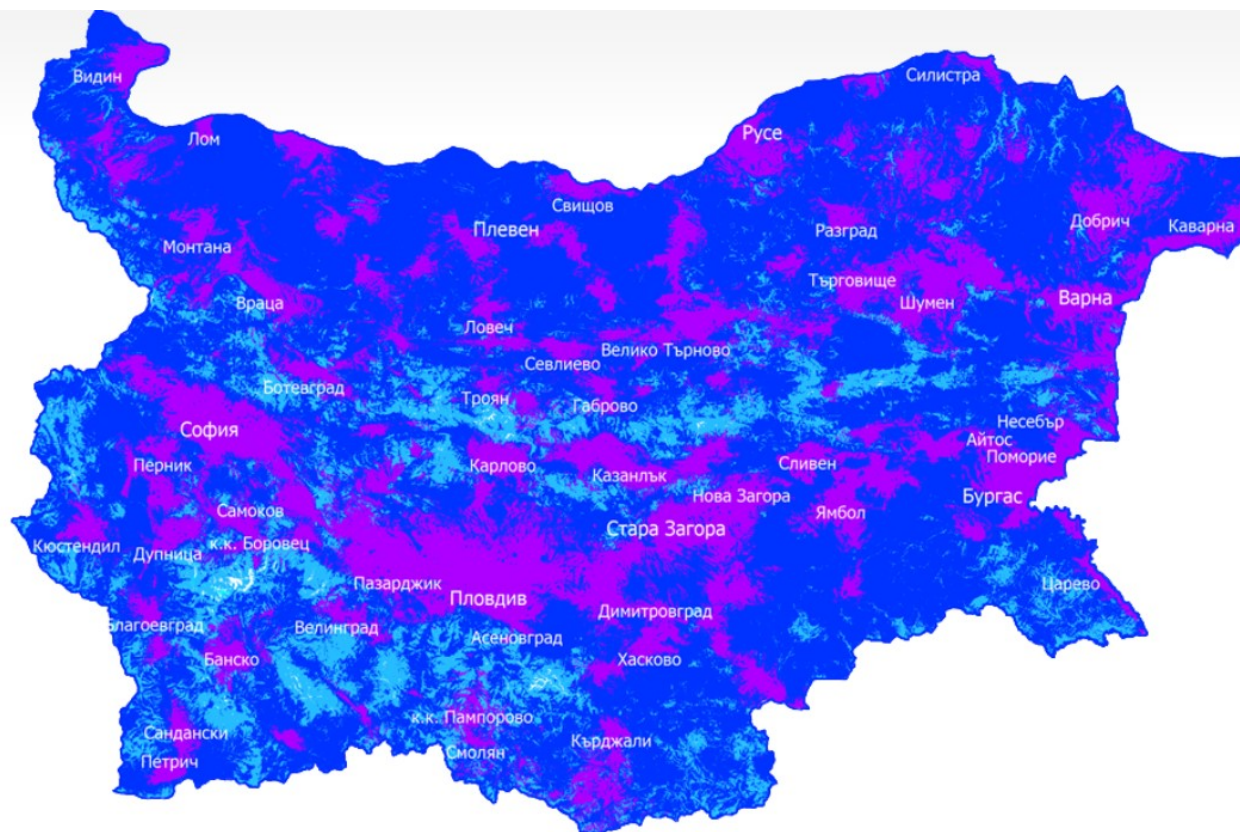 Видин
Силистра
Лом
Русе
Свищов
Плевен
Разград
Добрич
Каварна
Монтана
Търговище
Враца
Шумен
Варна
Ловеч
Велико Търново
Севлиево
Ботевград
Троян
Габрово
Несебър
София
Айтос
Поморие
Перник
Карлово
Казанлък
Сливен
Нова Загора
Бургас
Самоков
Ямбол
Стара Загора
Кюстендил
к.к. Боровец
Дупница
Пазарджик
Царево
Пловдив
Димитровград
Благоевград
Велинград
Асеновград
Банско
Хасково
к.к. Пампорово
Сандански
Кърджали
Смолян
Петрич